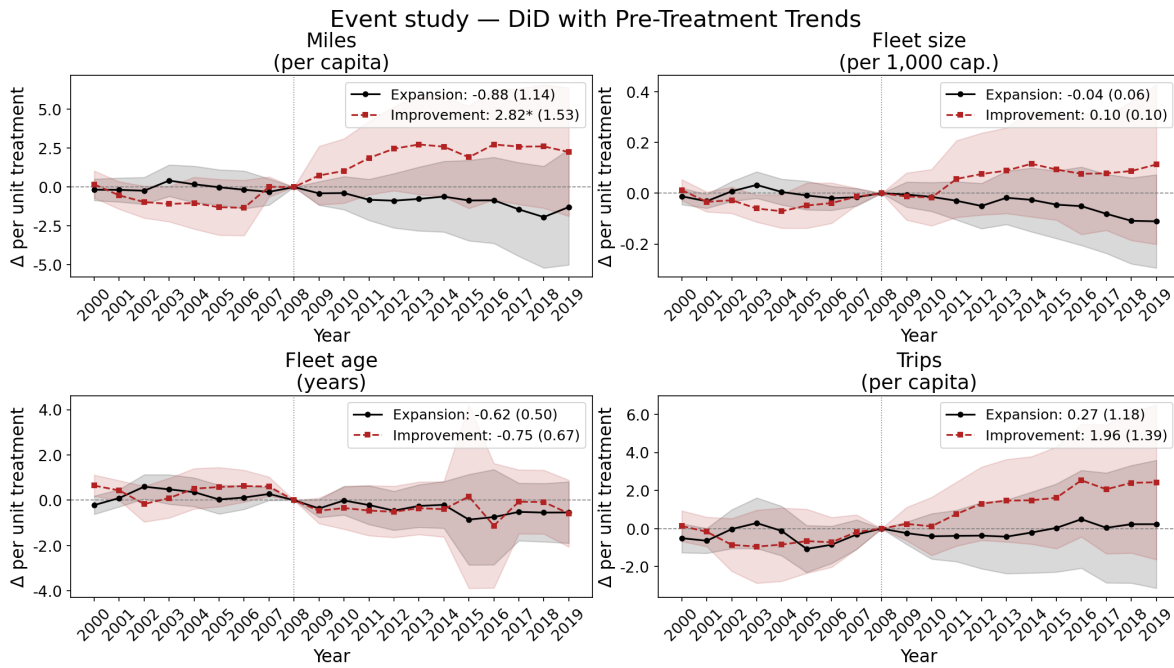 Event study — DiD with Pre-Treatment Trends
Miles
(per capita)
Δ per unit treatment
5.0
2.5
0.0
-2.5
-5.0
Expansion: -0.88 (1.14)
Improvement: 2.82* (1.53)
2000 2001 2002 2003 2004 2005 2006 2007 2008 2009 2010 2011 2012 2013 2014 2015 2016 2017 2018 2019
Year
Fleet size
(per 1,000 cap.)
Δ per unit treatment
0.4
0.2
0.0
-0.2
Expansion: -0.04 (0.06)
Improvement: 0.10 (0.10)
2000 2001 2002 2003 2004 2005 2006 2007 2008 2009 2010 2011 2012 2013 2014 2015 2016 2017 2018 2019
Year
Fleet age
(years)
Δ per unit treatment
4.0
2.0
0.0
-2.0
-4.0
Expansion: -0.62 (0.50)
Improvement: -0.75 (0.67)
2000 2001 2002 2003 2004 2005 2006 2007 2008 2009 2010 2011 2012 2013 2014 2015 2016 2017 2018 2019
Year
Trips
(per capita)
Δ per unit treatment
6.0
4.0
2.0
0.0
-2.0
Expansion: 0.27 (1.18)
Improvement: 1.96 (1.39)
2000 2001 2002 2003 2004 2005 2006 2007 2008 2009 2010 2011 2012 2013 2014 2015 2016 2017 2018 2019
Year